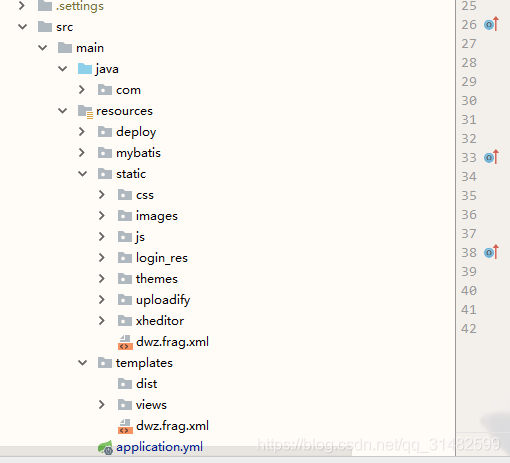 .settings
src
main
java
com
resources
deploy
mybatis
static
css
images
js
login_res
themes
uploadify
xheditor
dwz.frag.xml
templates
dist
views
dwz.frag.xml
application.yml
25
26
27
28
29
30
31
32
33
34
35
36
37
38
39
40
41
42
https://blog.csdn.net/qq_31482599